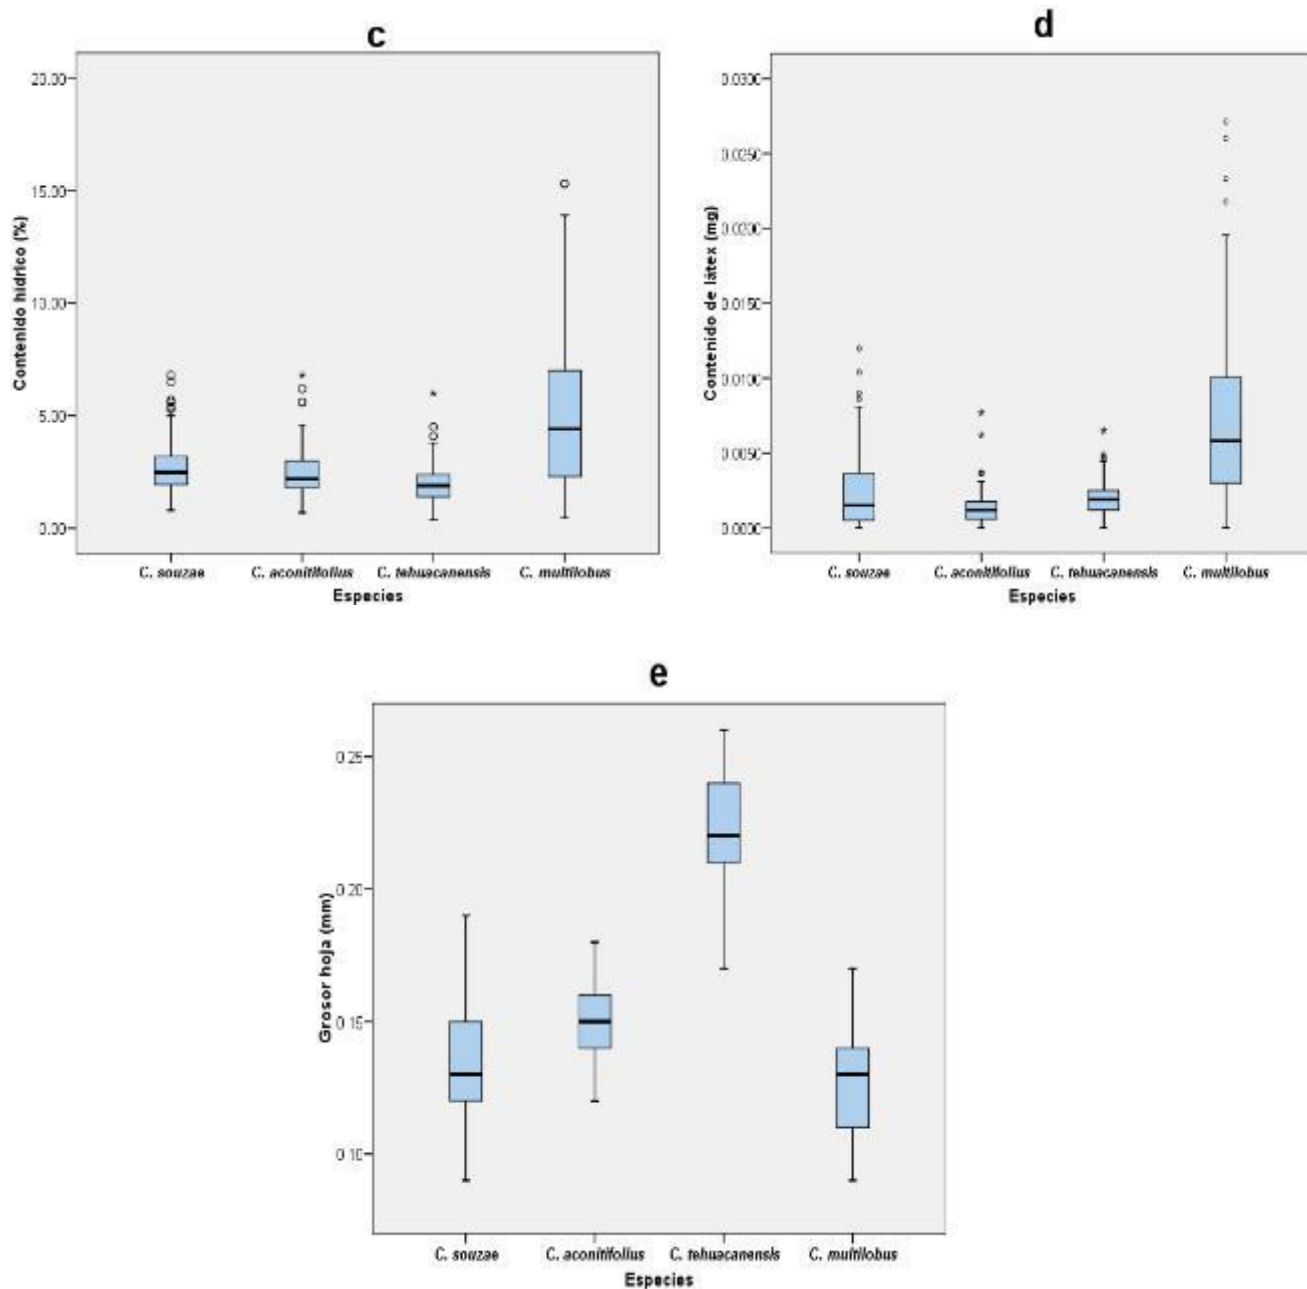 c
20.00
15.00
10.00
5.00
0.00
Contenido hídrico (%)
C. souzae C. aconitifolius C. tehuacanensis C. multilobus
Especies
d
0.0300
0.0250
0.0200
0.0150
0.0100
0.0050
0.0000
Contenido de látex (mg)
C. souzae C. aconitifolius C. tehuacanensis C. multilobus
Especies
e
0.25
0.20
0.15
0.10
Grosor hoja (mm)
C. souzae C. aconitifolius C. tehuacanensis C. multilobus
Especies